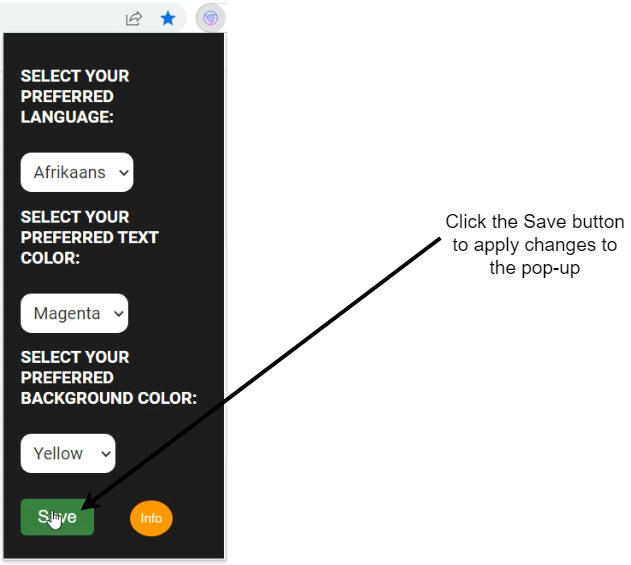 SELECT YOUR
PREFERRED
LANGUAGE:
Afrikaans
SELECT YOUR
PREFERRED TEXT
COLOR:
Magenta
SELECT YOUR
PREFERRED
BACKGROUND COLOR:
Yellow
Save
Info
Click the Save button
to apply changes to
the pop-up